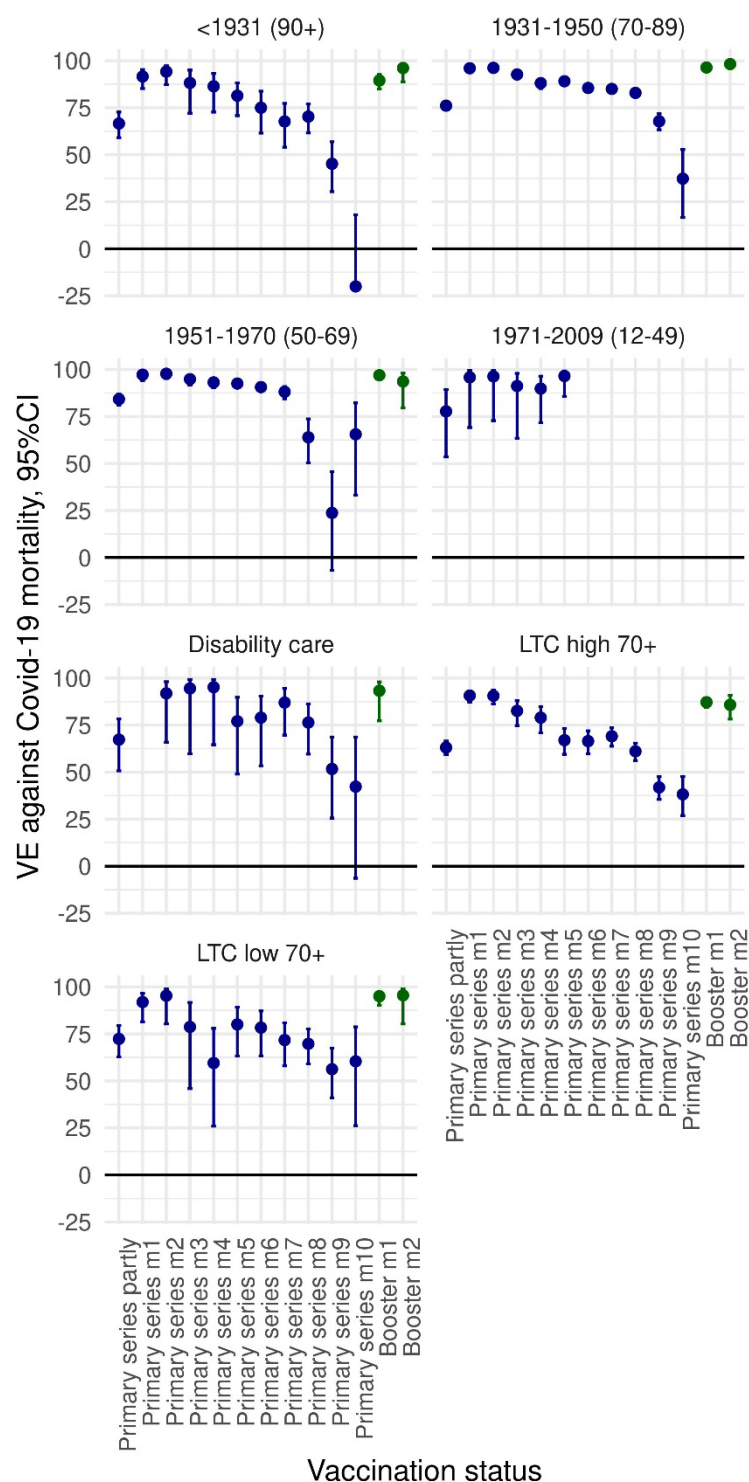 <1931 (90+)
1931-1950 (70-89)
100
75
50
25
0
-25
1951-1970 (50-69)
1971-2009 (12-49)
100
75
50
25
0
-25
Disability care
LTC high 70+
100
75
50
25
0
-25
LTC low 70+
100
75
50
25
0
-25
VE against Covid-19 mortality, 95%CI
Primary series partly
Primary series m1
Primary series m2
Primary series m3
Primary series m4
Primary series m5
Primary series m6
Primary series m7
Primary series m8
Primary series m9
Primary series m10
Booster m1
Booster m2
Primary series partly
Primary series m1
Primary series m2
Primary series m3
Primary series m4
Primary series m5
Primary series m6
Primary series m7
Primary series m8
Primary series m9
Primary series m10
Booster m1
Booster m2
Vaccination status